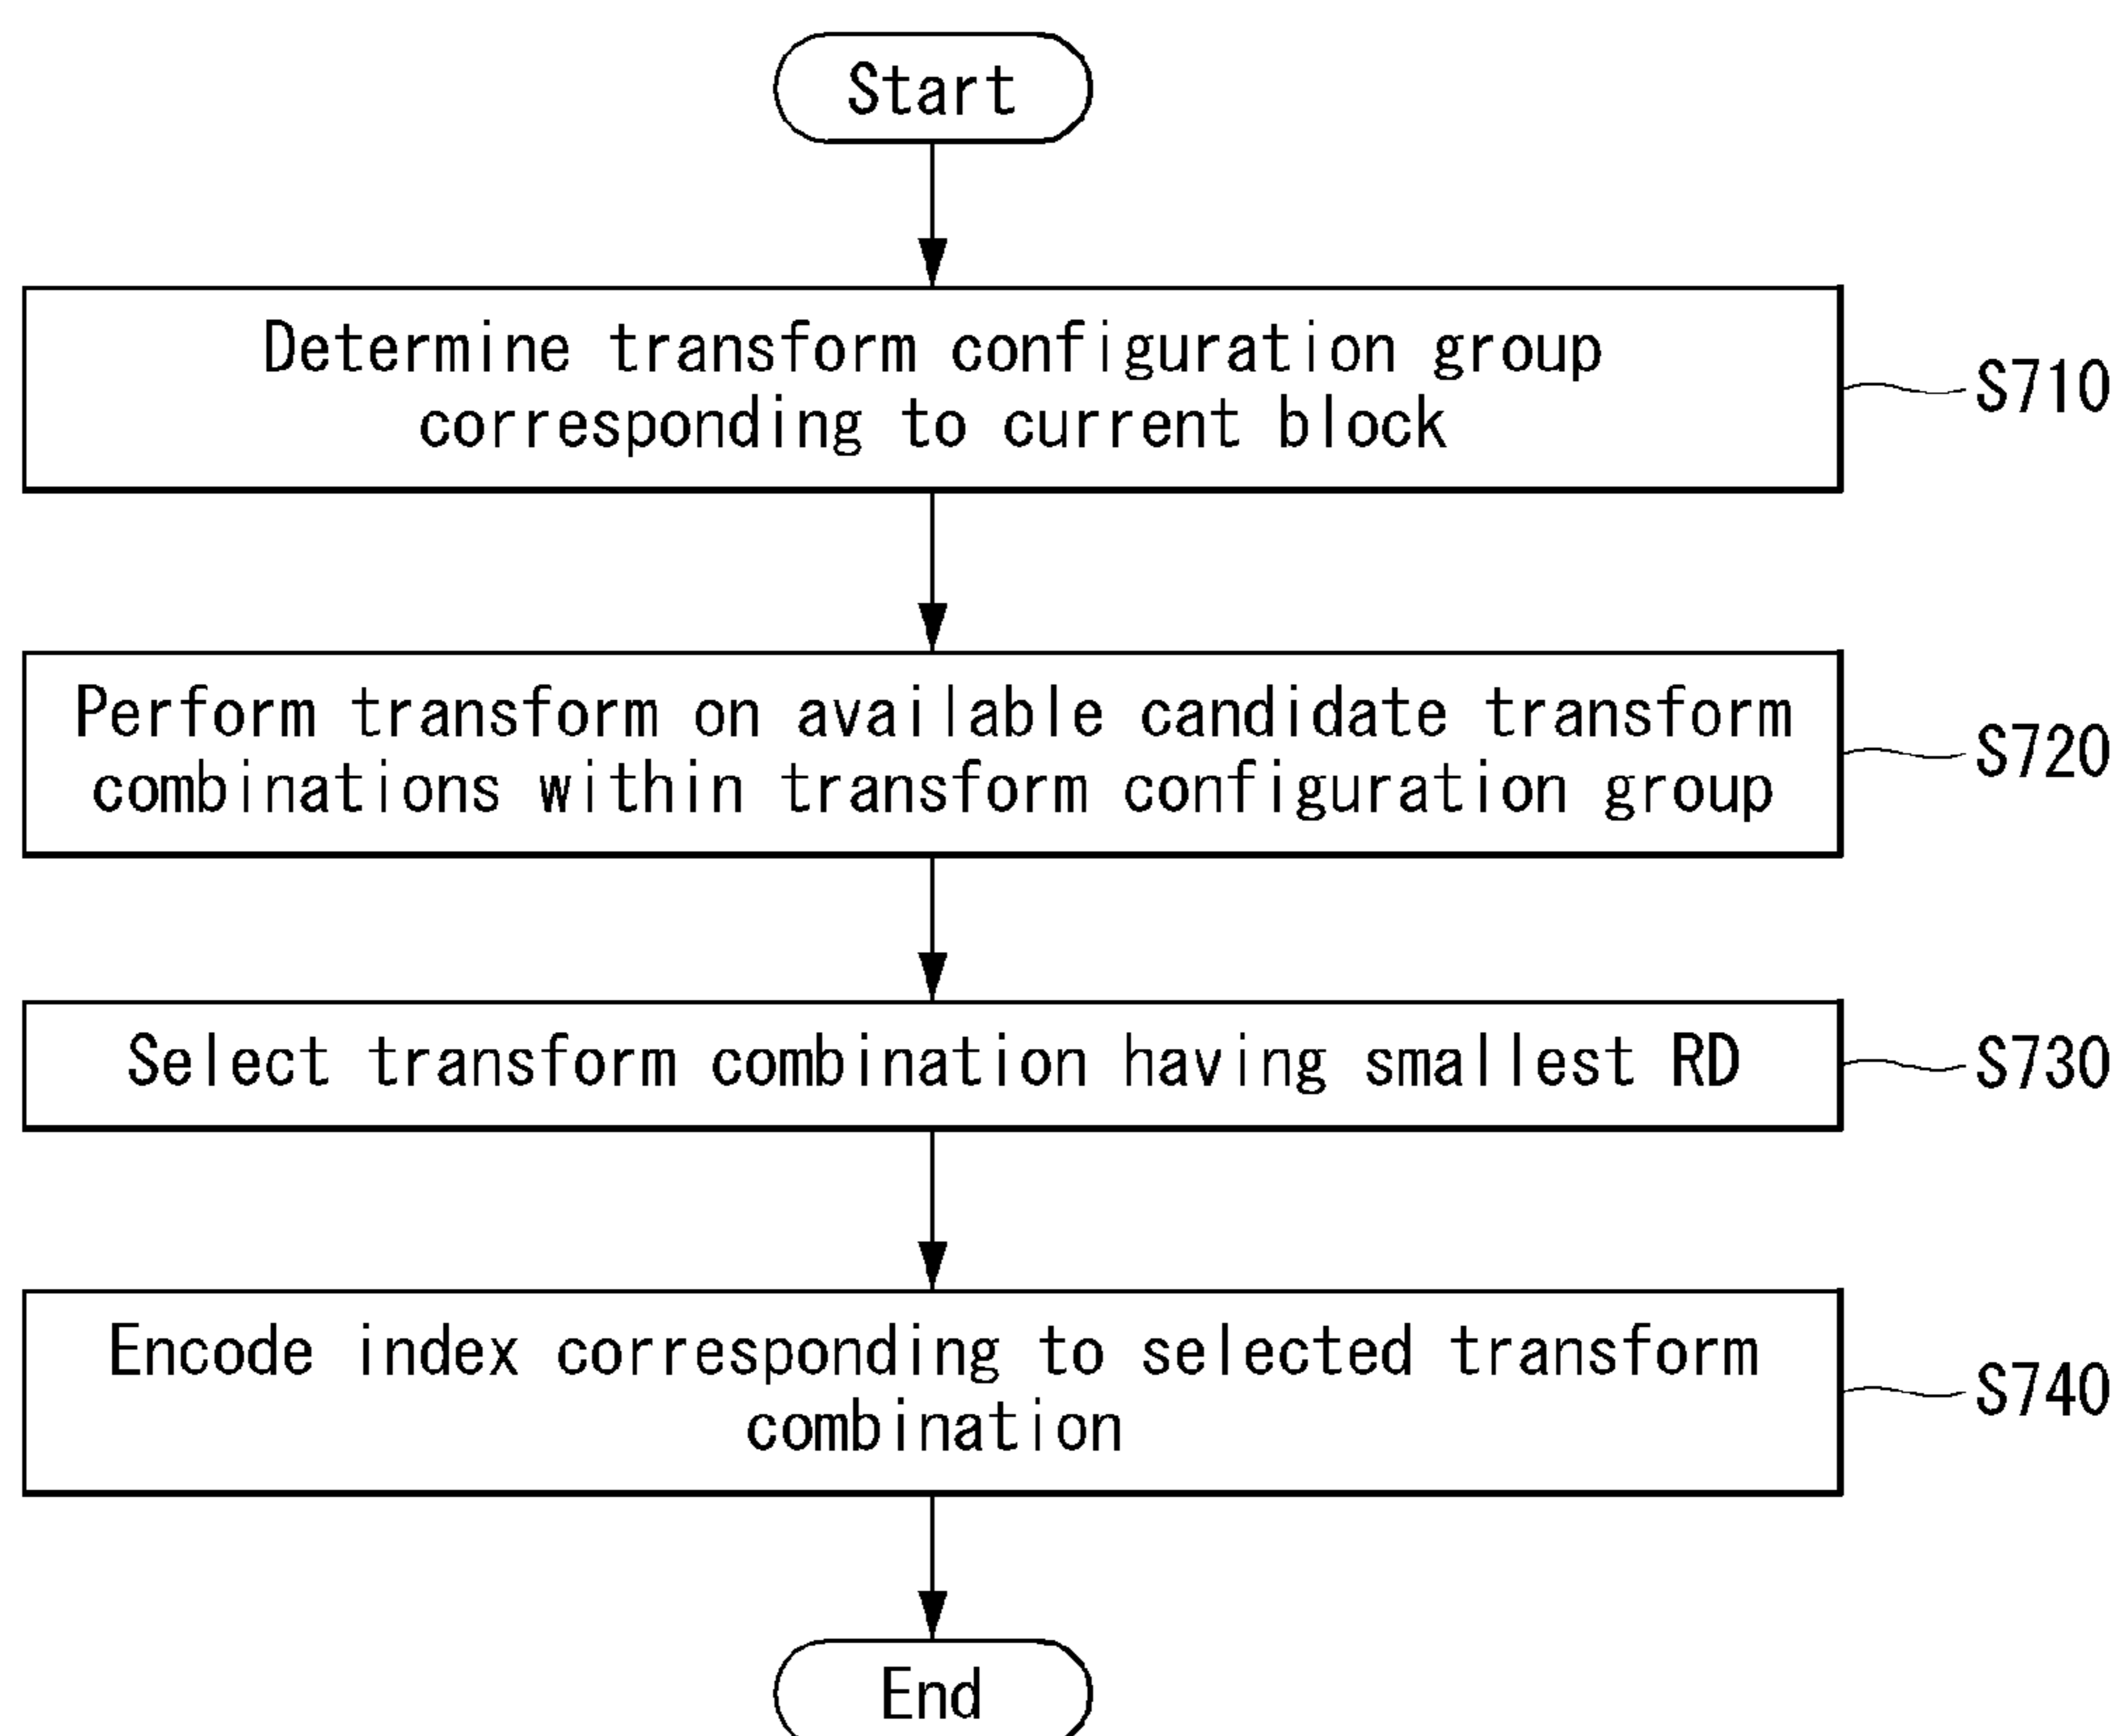 Start
Determine transform configuration group
corresponding to current block
S710
Perform transform on available candidate transform
combinations within transform configuration group
S720
Select transform combination having smallest RD
S730
Encode index corresponding to selected transform
combination
S740
End